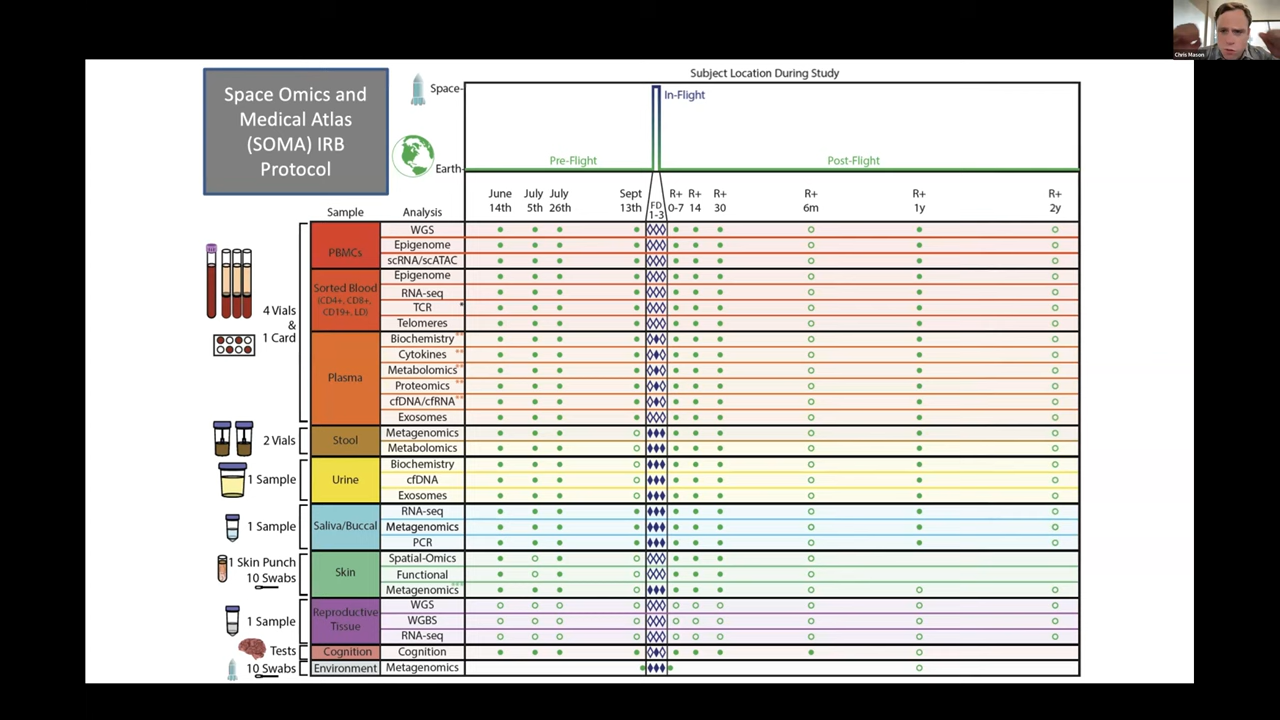 Chris Mason
Subject Location During Study
Space Omics and
Medical Atlas
(SOMA) IRB
Protocol
Space-
In-Flight
Pre-Flight
Post-Flight
Earth-
June 14th
July 5th
July 26th
Sept 13th
FD 1-3
R+ 0-7
R+ 14
R+ 30
R+ 6m
R+ 1y
R+ 2y
Sample Analysis
4 Vials
&
1 Card
PBMCs
WGS
Epigenome
scRNA/scATAC
Sorted Blood
(CD4+, CD8+,
CD19+, LD)
Epigenome
RNA-seq
TCR *
Telomeres
Plasma
Biochemistry**
Cytokines **
Metabolomics**
Proteomics **
cfDNA/cfRNA**
Exosomes
2 Vials
Stool
Metagenomics
Metabolomics
1 Sample
Urine
Biochemistry
cfDNA
Exosomes
1 Sample
Saliva/Buccal
RNA-seq
Metagenomics
PCR
1 Skin Punch
10 Swabs
Skin
Spatial-Omics
Functional
Metagenomics***
1 Sample
Reproductive
Tissue
WGS
WGBS
RNA-seq
Tests
Cognition
Cognition
10 Swabs
Environment
Metagenomics